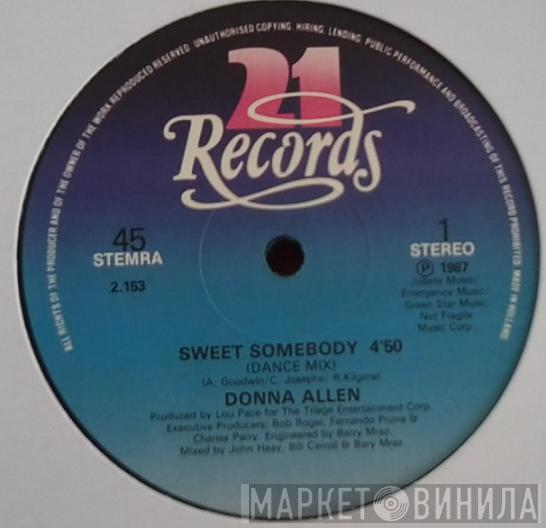 ALL RIGHTS OF THE PRODUCER AND OF THE OWNER OF THE WORK REPRODUCED RESERVED. UNAUTHORISED COPYING, HIRING, LENDING, PUBLIC PERFORMANCE AND BROADCASTING OF THIS RECORD PROHIBITED. MADE IN HOLLAND
21
Records
45
STEMRA
2.153
1
STEREO
℗ 1987
Jobete Music/
Emergency Music/
Green Star Music
Not Fragile
Music Corp.
SWEET SOMEBODY 4'50
(DANCE MIX)
(A. Goodwin/C. Josephs/ R.Kilgore)
DONNA ALLEN
Produced by Lou Pace for The Triage Entertainment Corp.
Executive Producers: Bob Rogel, Fernando Pruna &
Charles Parry. Engineered by Barry Mraz.
Mixed by John Haay, Bill Carroll & Bary Mraz.
МАРКЕТ ВИНИЛА